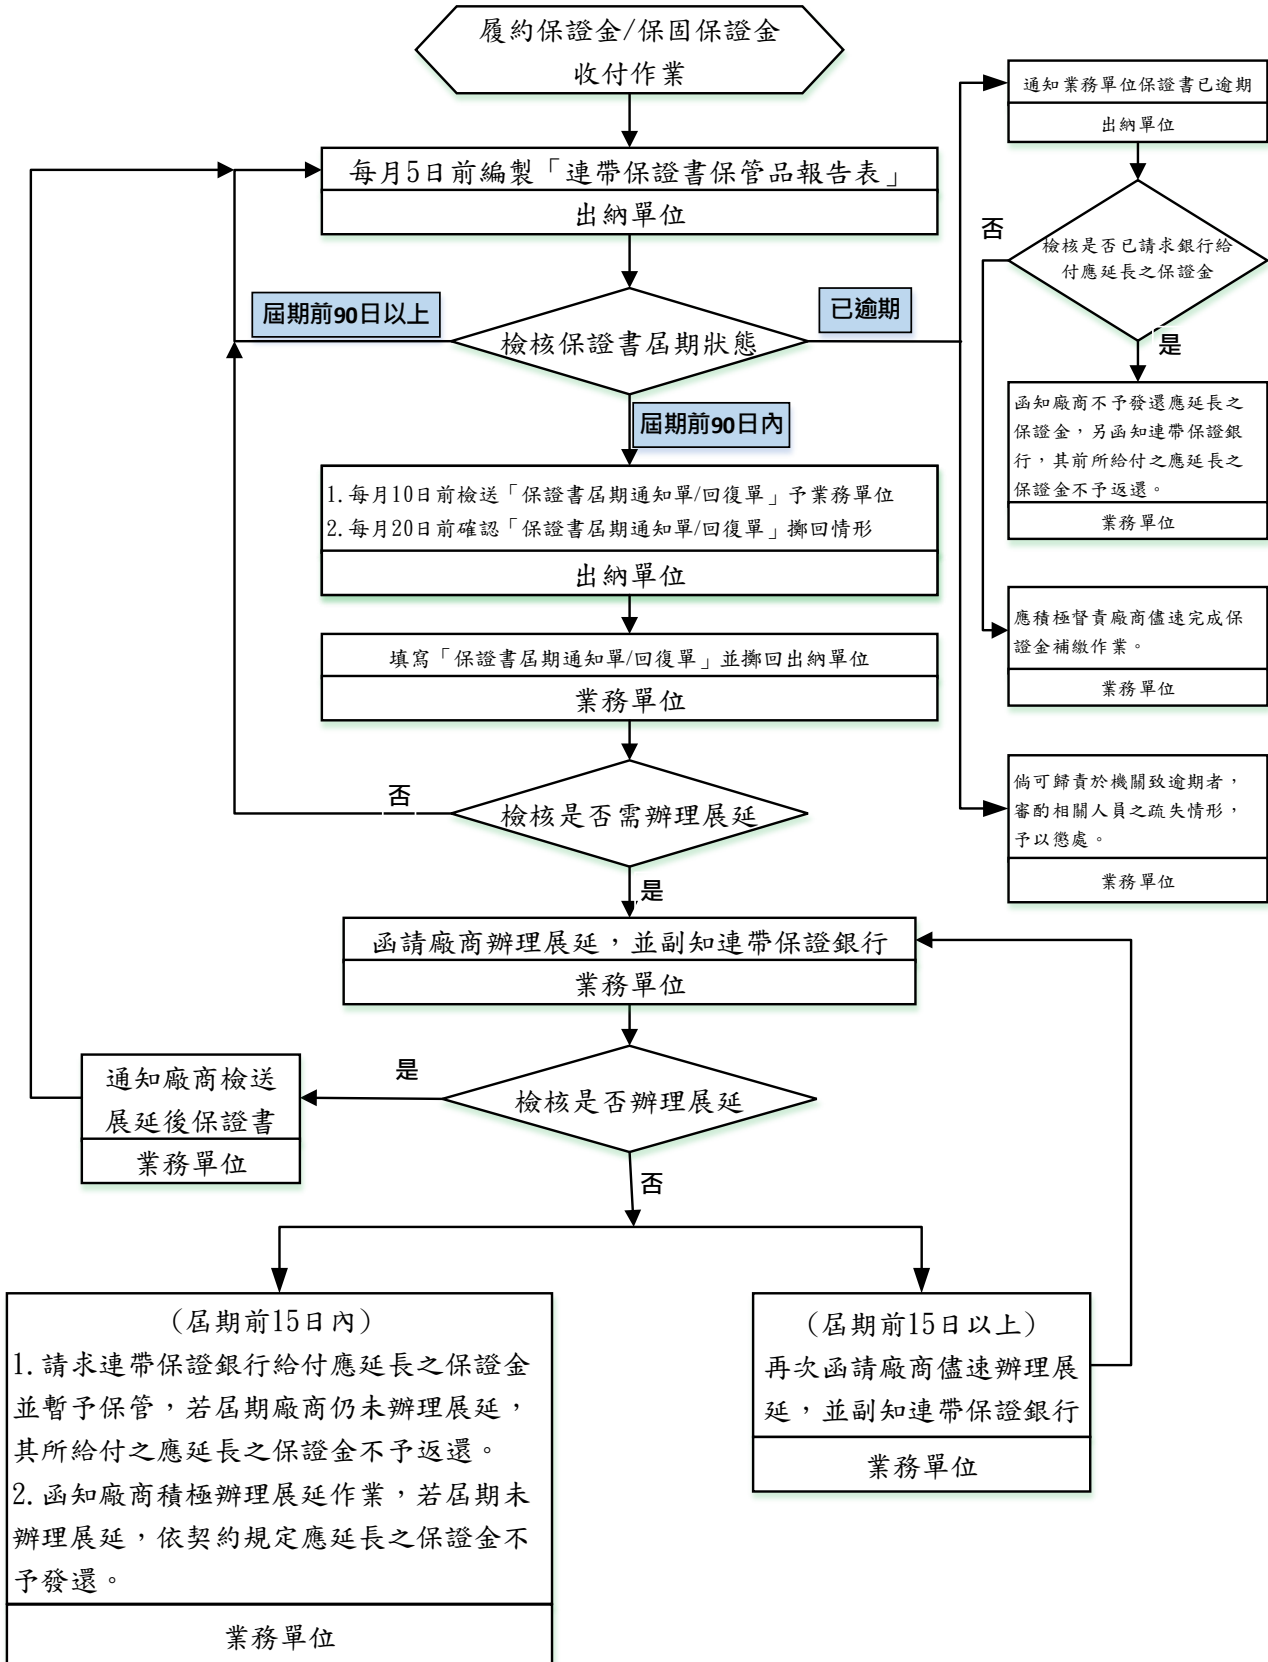 履約保證金/保固保證金
收付作業
每月5日前編製「連帶保證書保管品報告表」
出納單位
屆期前90日以上
已逾期
檢核保證書屆期狀態
屆期前90日內
1.每月10日前檢送「保證書屆期通知單/回復單」予業務單位
2.每月20日前確認「保證書屆期通知單/回復單」擲回情形
出納單位
填寫「保證書屆期通知單/回復單」並擲回出納單位
業務單位
否
檢核是否需辦理展延
是
函請廠商辦理展延，並副知連帶保證銀行
業務單位
檢核是否辦理展延
是
通知廠商檢送
展延後保證書
業務單位
否
(屆期前15日內)
1.請求連帶保證銀行給付應延長之保證金
並暫予保管，若屆期廠商仍未辦理展延，
其所給付之應延長之保證金不予返還。
2.函知廠商積極辦理展延作業，若屆期未
辦理展延，依契約規定應延長之保證金不
予發還。
業務單位
(屆期前15日以上)
再次函請廠商儘速辦理展
延，並副知連帶保證銀行
業務單位
通知業務單位保證書已逾期
出納單位
否
檢核是否已請求銀行給
付應延長之保證金
是
函知廠商不予發還應延長之
保證金，另函知連帶保證銀
行，其前所給付之應延長之
保證金不予返還。
業務單位
應積極督責廠商儘速完成保
證金補繳作業。
業務單位
倘可歸責於機關致逾期者，
審酌相關人員之疏失情形，
予以懲處。
業務單位